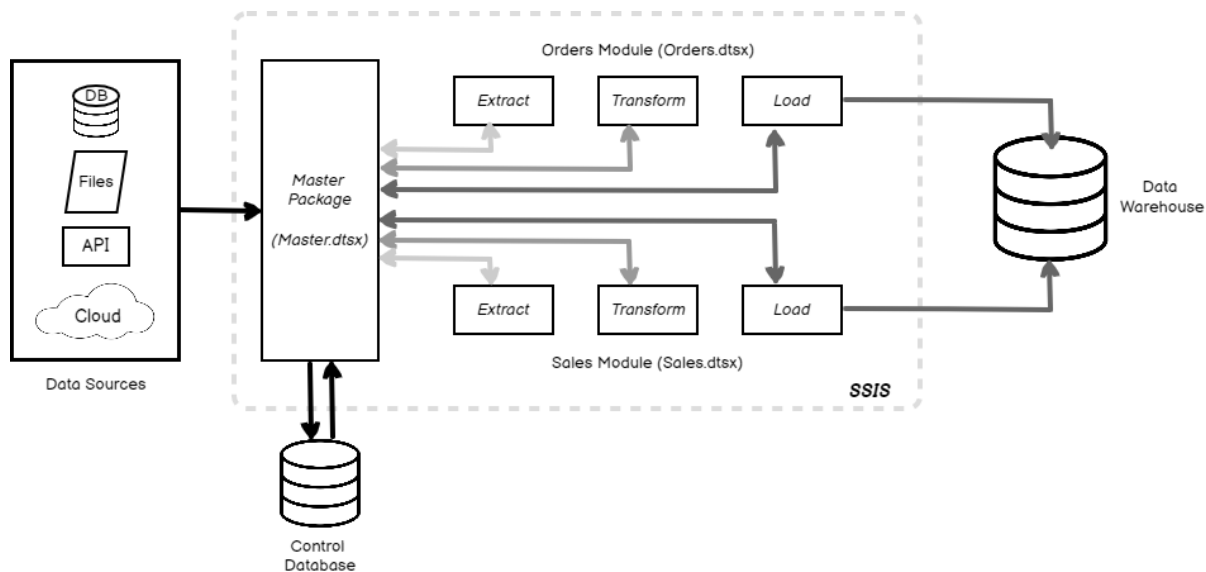 DB
Files
API
Cloud
Data Sources
Master
Package
(Master.dtsx)
Orders Module (Orders.dtsx)
Extract
Transform
Load
Extract
Transform
Load
Sales Module (Sales.dtsx)
SSIS
Data
Warehouse
Control
Database